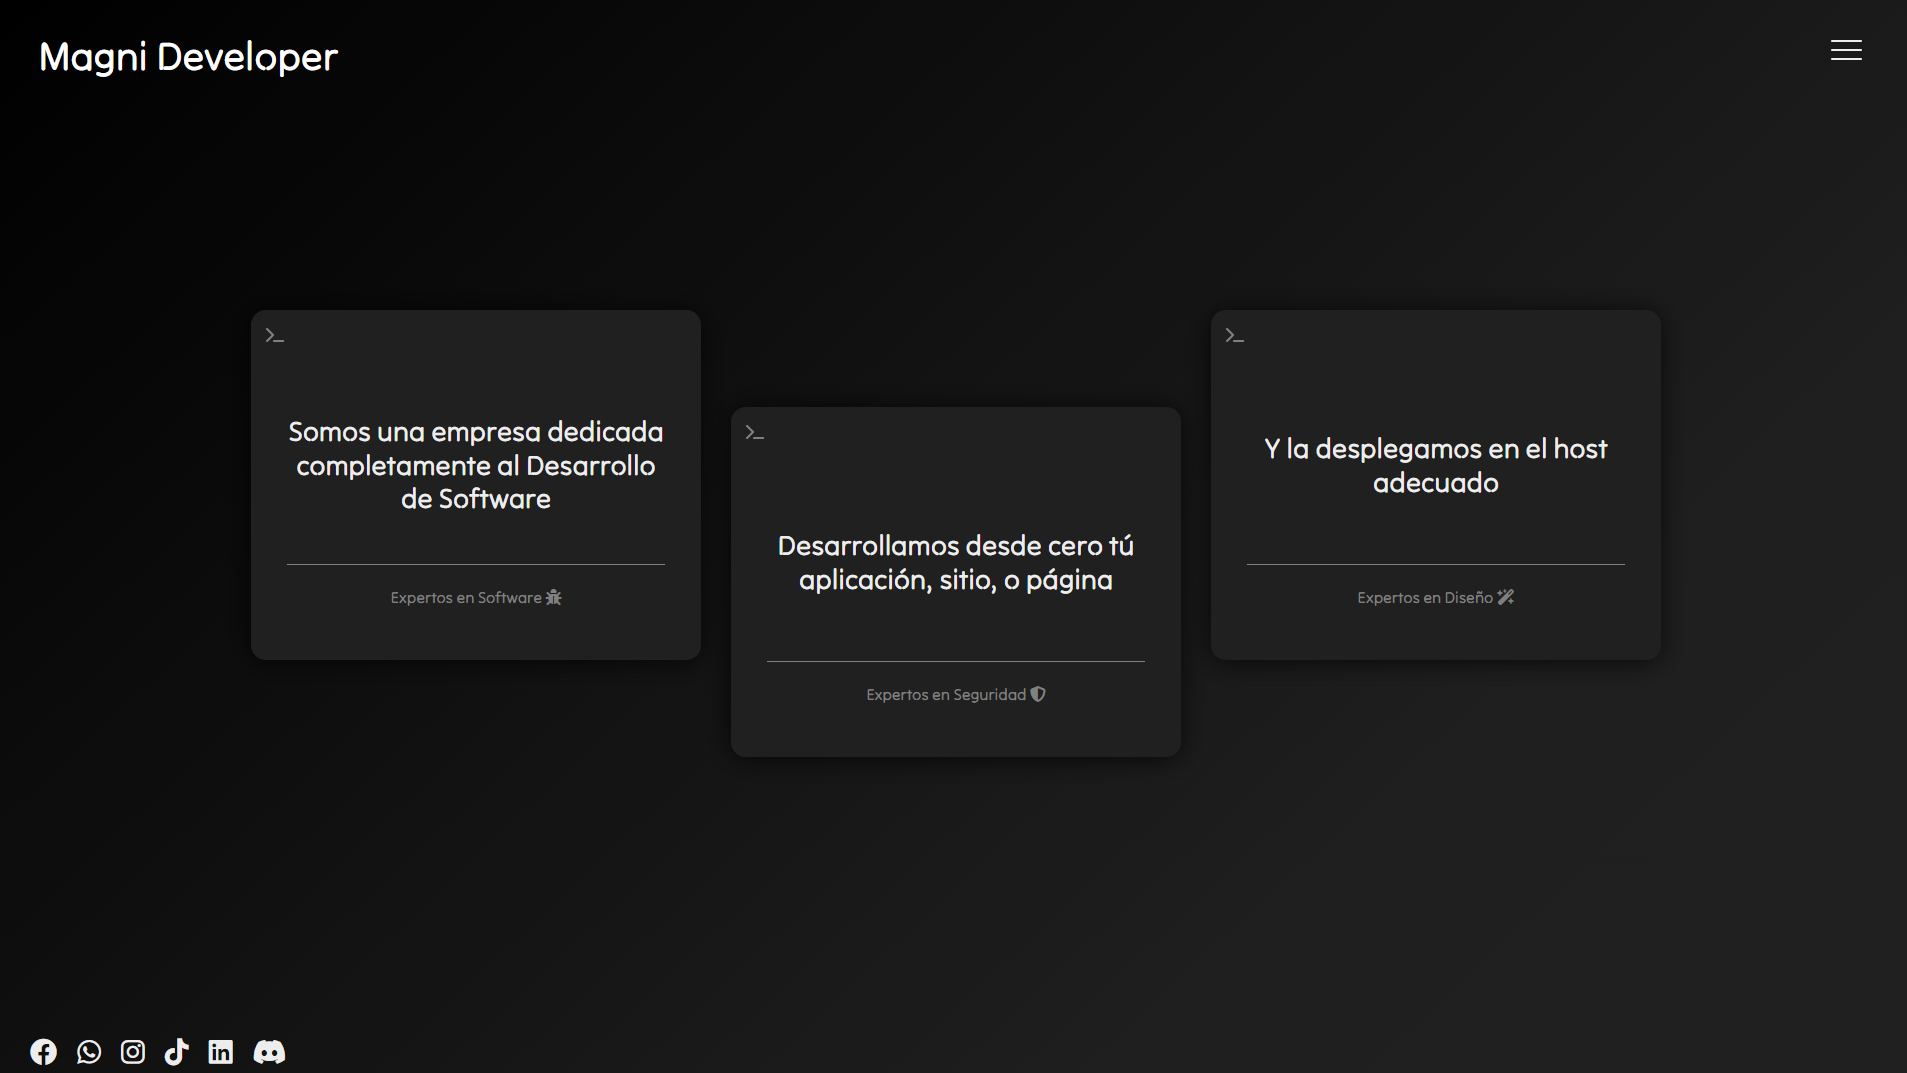 Magni Developer
Somos una empresa dedicada
completamente al Desarrollo
de Software
Expertos en Software
Desarrollamos desde cero tú
aplicación, sitio, o página
Expertos en Seguridad
Y la desplegamos en el host
adecuado
Expertos en Diseño